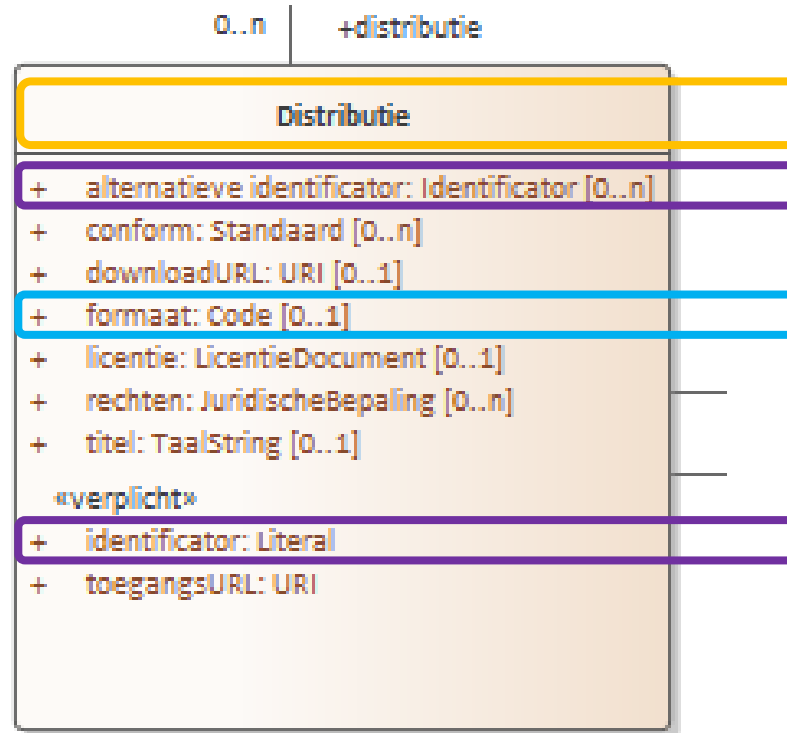 0..n +distributie
Distributie
+ alternatieve identificator: Identificator [0..n]
+ conform: Standaard [0..n]
+ downloadURL: URI [0..1]
+ formaat: Code [0..1]
+ licentie: LicentieDocument [0..1]
+ rechten: JuridischeBepaling [0..n]
+ titel: TaalString [0..1]
«verplicht»
+ identificator: Literal
+ toegangsURL: URI